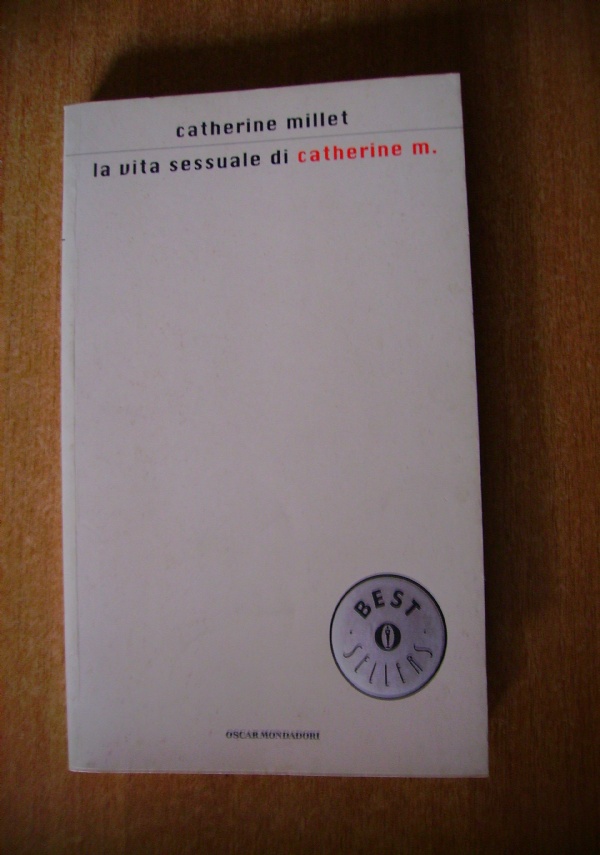 catherine millet
la vita sessuale di catherine m.
BEST
SELLERS
OSCAR MONDADORI